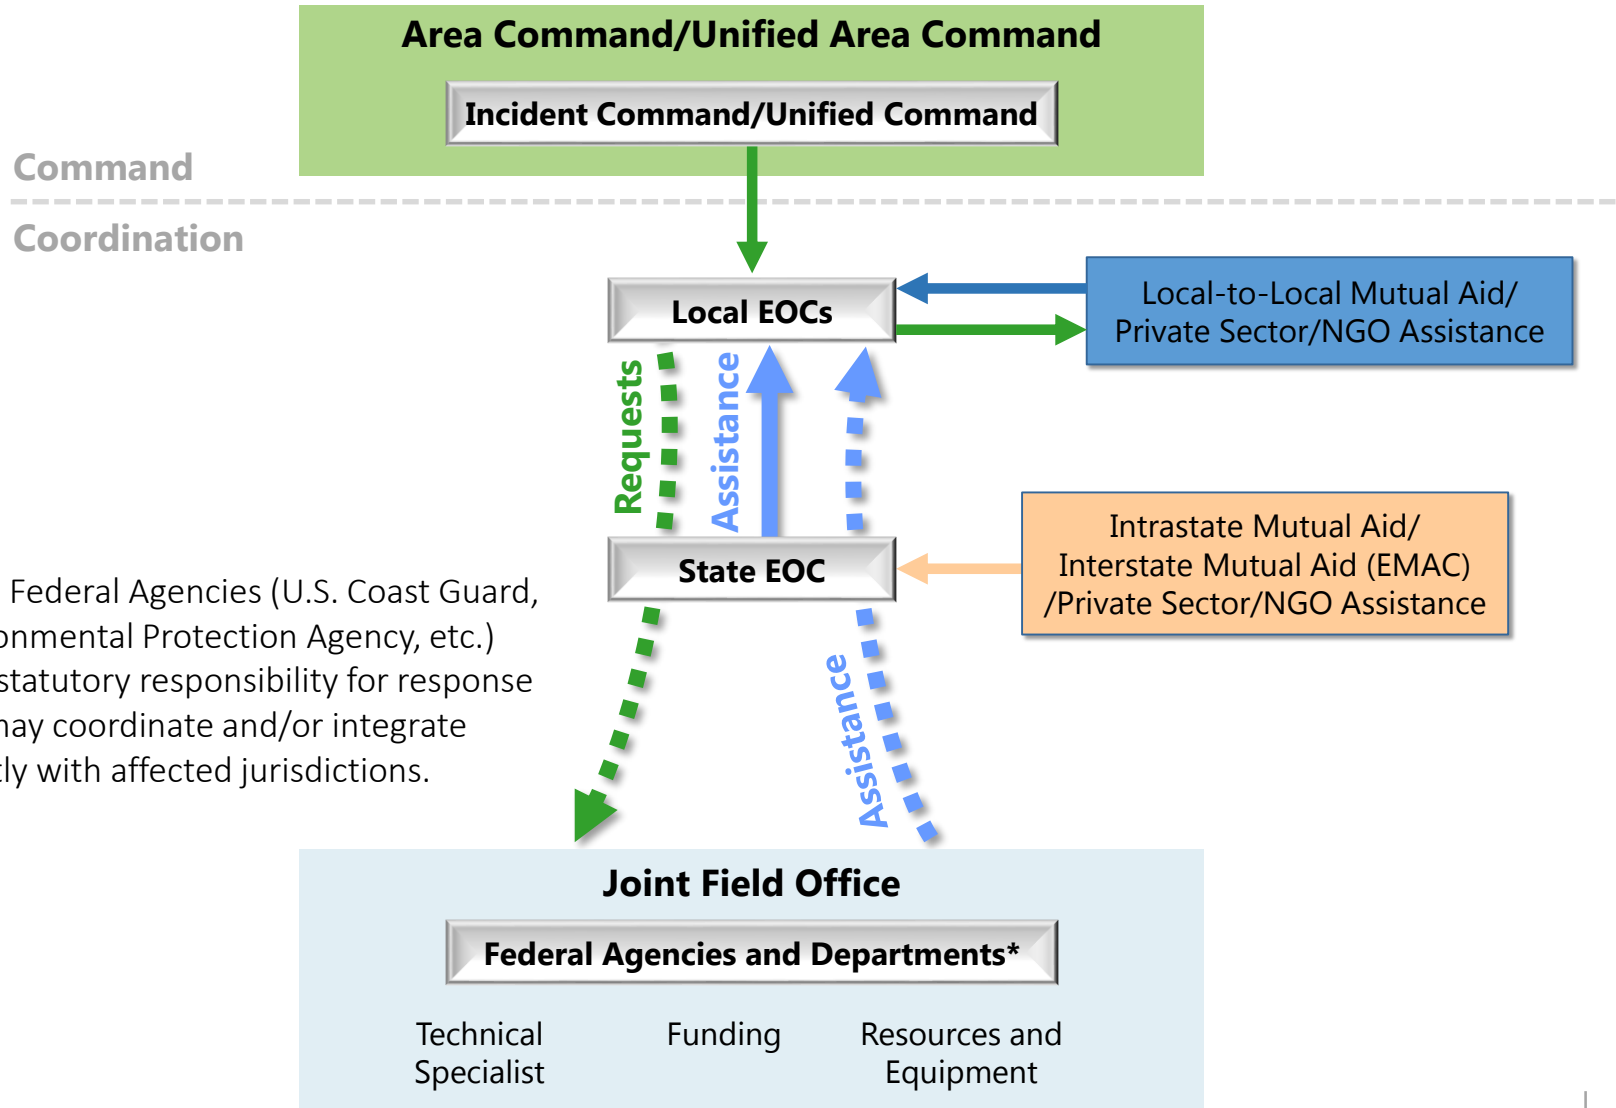 Area Command/Unified Area Command
Incident Command/Unified Command
Command
Coordination
Local EOCs
Local-to-Local Mutual Aid/
Private Sector/NGO Assistance
Requests
Assistance
State EOC
Intrastate Mutual Aid/
Interstate Mutual Aid (EMAC)
/Private Sector/NGO Assistance
Federal Agencies (U.S. Coast Guard,
Protection Agency, etc.)
statutory responsibility for response
coordinate and/or integrate
with affected jurisdictions.
Assistance
Joint Field Office
Federal Agencies and Departments*
Technical
Specialist
Funding
Resources and
Equipment